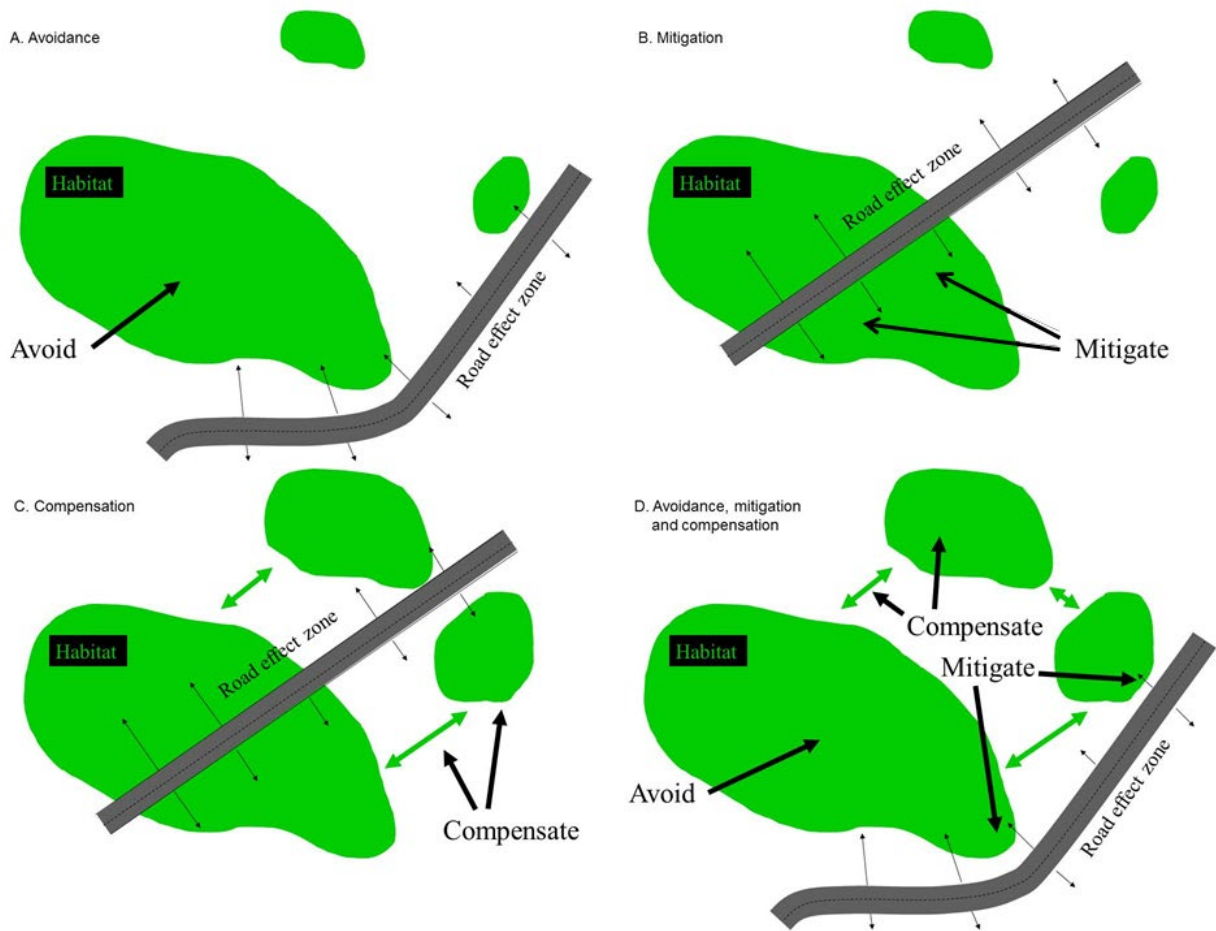 A. Avoidance
Habitat
Avoid
Road effect zone
B. Mitigation
Habitat
Road effect zone
Mitigate
C. Compensation
Habitat
Road effect zone
Compensate
D. Avoidance, mitigation
and compensation
Habitat
Compensate
Mitigate
Avoid
Road effect zone